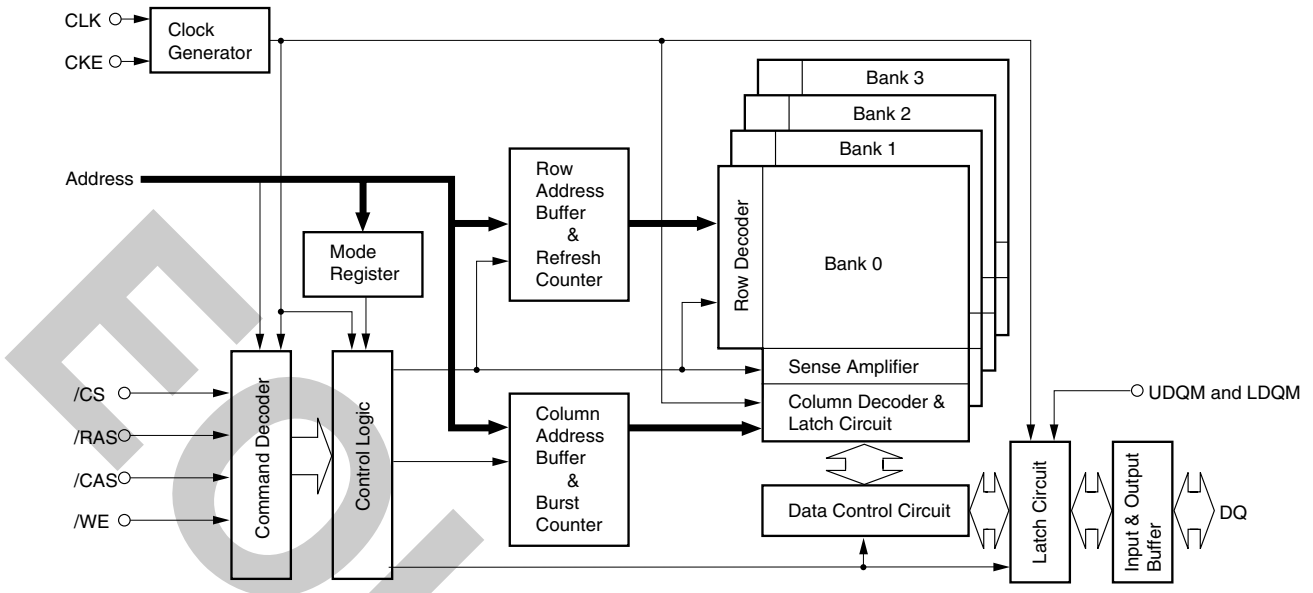 CLK
CKE
Clock
Generator
Address
Mode
Register
/CS
/RAS
/CAS
/WE
Command Decoder
Control Logic
Row
Address
Buffer
&
Refresh
Counter
Column
Address
Buffer
&
Burst
Counter
Bank 3
Bank 2
Bank 1
Bank 0
Row Decoder
Sense Amplifier
Column Decoder &
Latch Circuit
Data Control Circuit
Latch Circuit
UDQM and LDQM
Input & Output
Buffer
DQ
EO